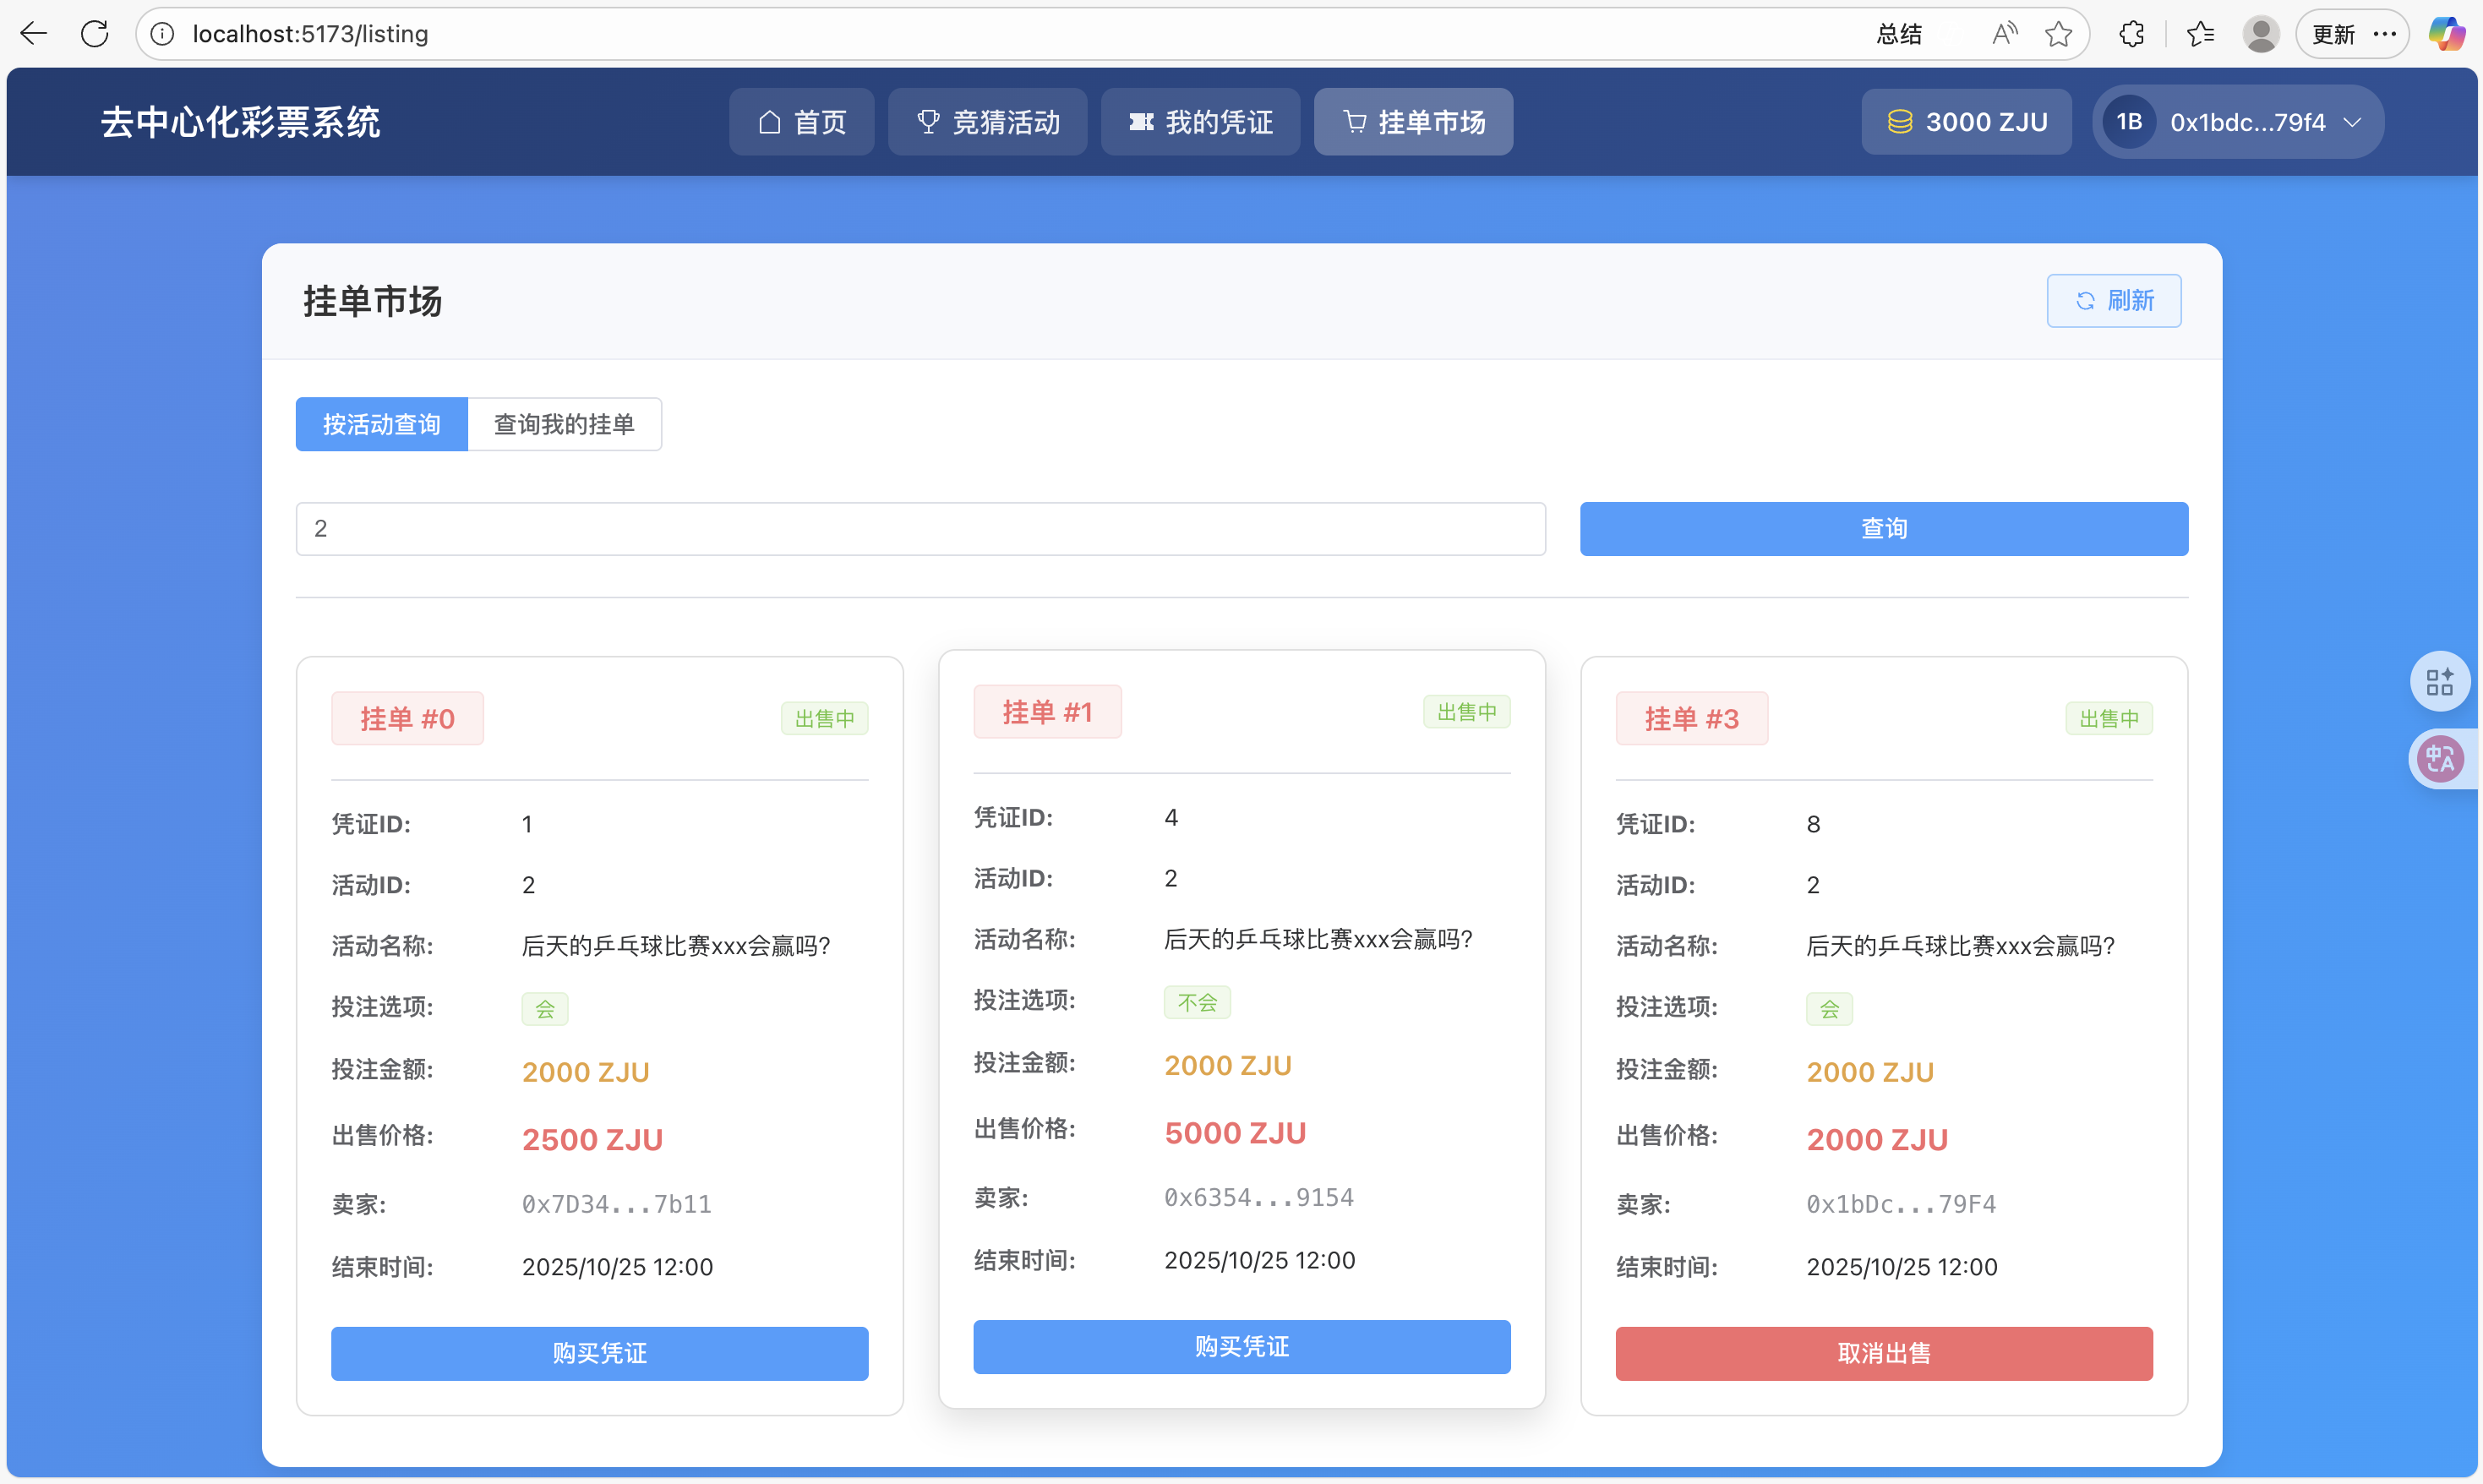 localhost:5173/listing
总结
更新
去中心化彩票系统
首页
竞猜活动
我的凭证
挂单市场
3000 ZJU
1B
0x1bdc...79f4
挂单市场
刷新
按活动查询
查询我的挂单
2
查询
挂单 #0
出售中
凭证ID:
1
活动ID:
2
活动名称:
后天的乒乓球比赛xxx会赢吗?
投注选项:
会
投注金额:
2000 ZJU
出售价格:
2500 ZJU
卖家:
0x7D34...7b11
结束时间:
2025/10/25 12:00
购买凭证
挂单 #1
出售中
凭证ID:
4
活动ID:
2
活动名称:
后天的乒乓球比赛xxx会赢吗?
投注选项:
不会
投注金额:
2000 ZJU
出售价格:
5000 ZJU
卖家:
0x6354...9154
结束时间:
2025/10/25 12:00
购买凭证
挂单 #3
出售中
凭证ID:
8
活动ID:
2
活动名称:
后天的乒乓球比赛xxx会赢吗?
投注选项:
会
投注金额:
2000 ZJU
出售价格:
2000 ZJU
卖家:
0x1bDc...79F4
结束时间:
2025/10/25 12:00
取消出售